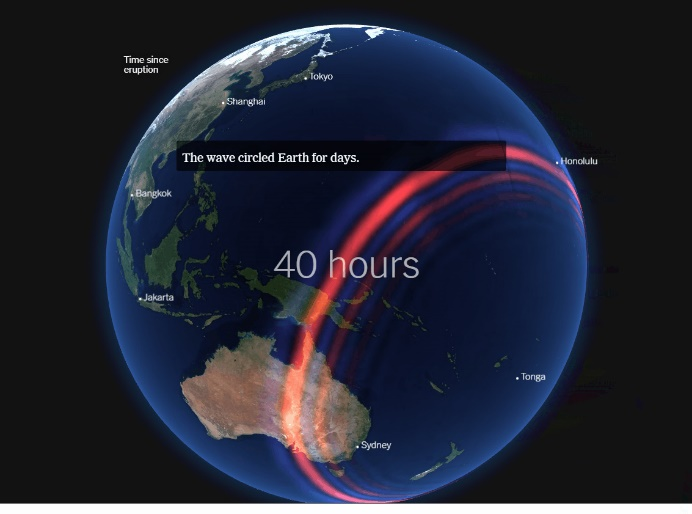 Time since
eruption
Tokyo
Shanghai
The wave circled Earth for days.
Honolulu
Bangkok
40 hours
Jakarta
Tonga
Sydney